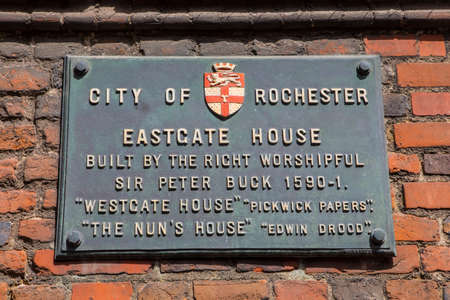 CITY OF ROCHESTER
EASTGATE HOUSE
BUILT BY THE RIGHT WORSHIPFUL
SIR PETER BUCK 1590-1.
"WESTGATE HOUSE" "PICKWICK PAPERS"
"THE NUN'S HOUSE" "EDWIN DROOD"